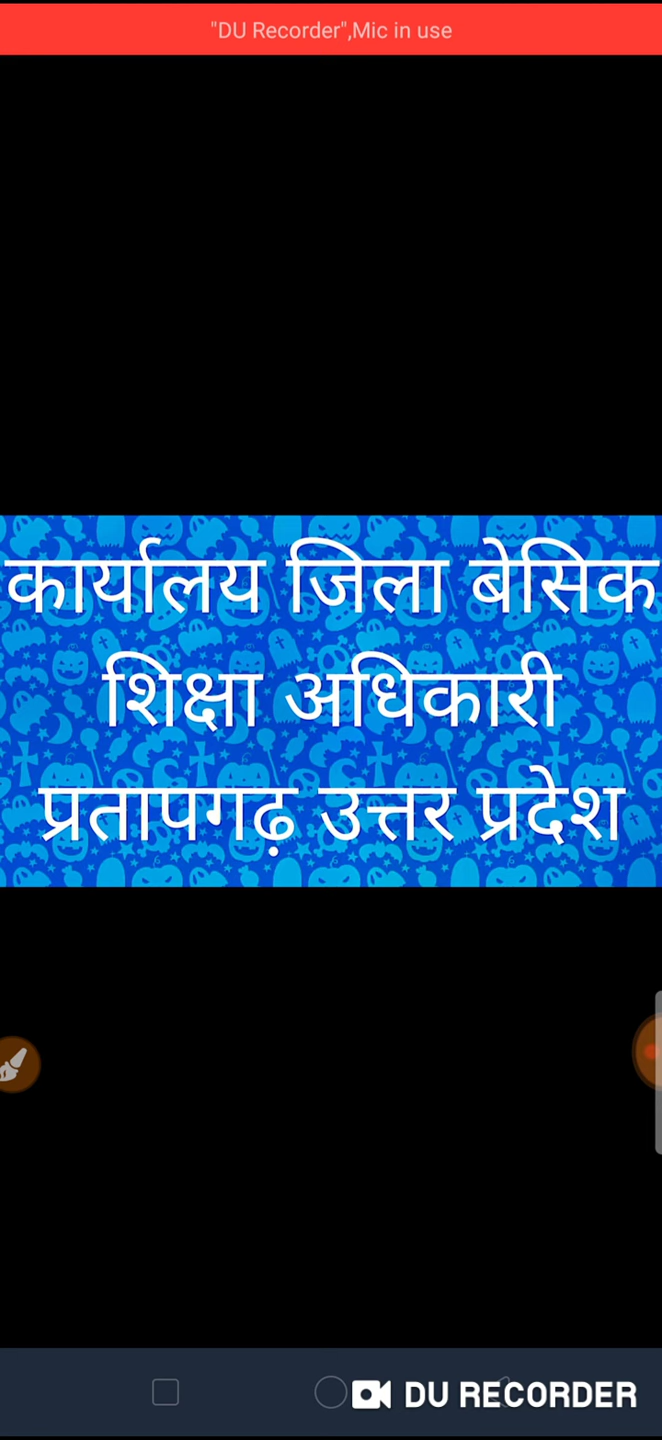 "DU Recorder",Mic in use
कार्यालय जिला बेसिक
शिक्षा अधिकारी
प्रतापगढ़ उत्तर प्रदेश
DU RECORDER